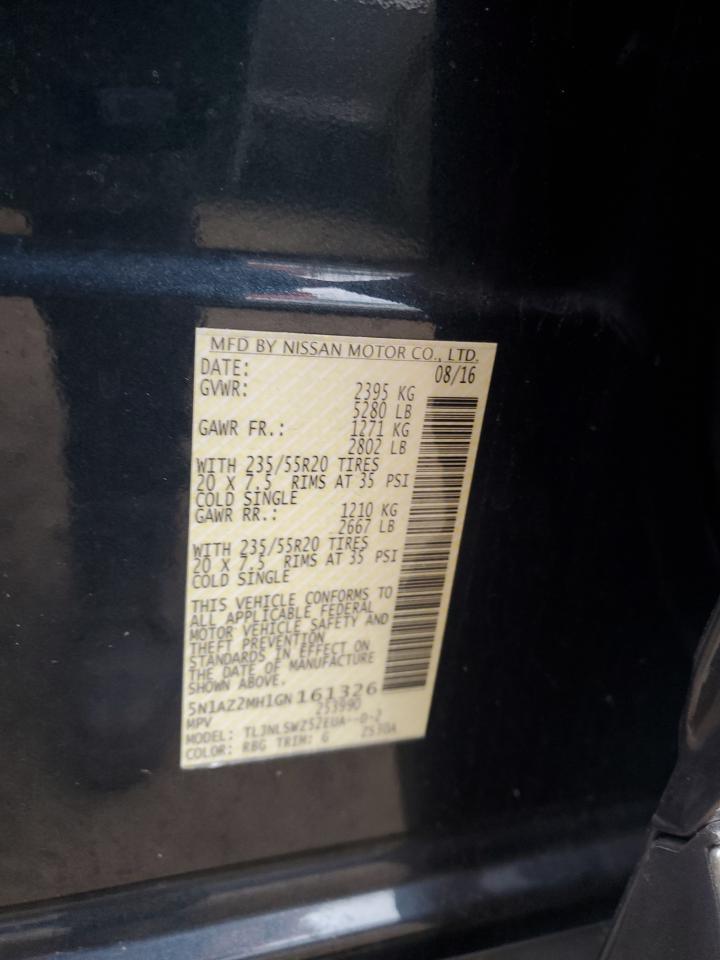 MFD BY NISSAN MOTOR CO., LTD.
DATE: 08/16
GVWR: 2395 KG
5280 LB
GAWR FR.: 1271 KG
2802 LB
WITH 235/55R20 TIRES
20 X 7.5 RIMS AT 35 PSI
COLD SINGLE
GAWR RR.: 1210 KG
2667 LB
WITH 235/55R20 TIRES
20 X 7.5 RIMS AT 35 PSI
COLD SINGLE
THIS VEHICLE CONFORMS TO
ALL APPLICABLE FEDERAL
MOTOR VEHICLE SAFETY AND
THEFT PREVENTION
STANDARDS IN EFFECT ON
THE DATE OF MANUFACTURE
SHOWN ABOVE.
5N1AZ2MH1GN161326
253990
MPV
MODEL: TLJNLSWZ52EUA--D-2
COLOR: RBG TRIM: G Z530A